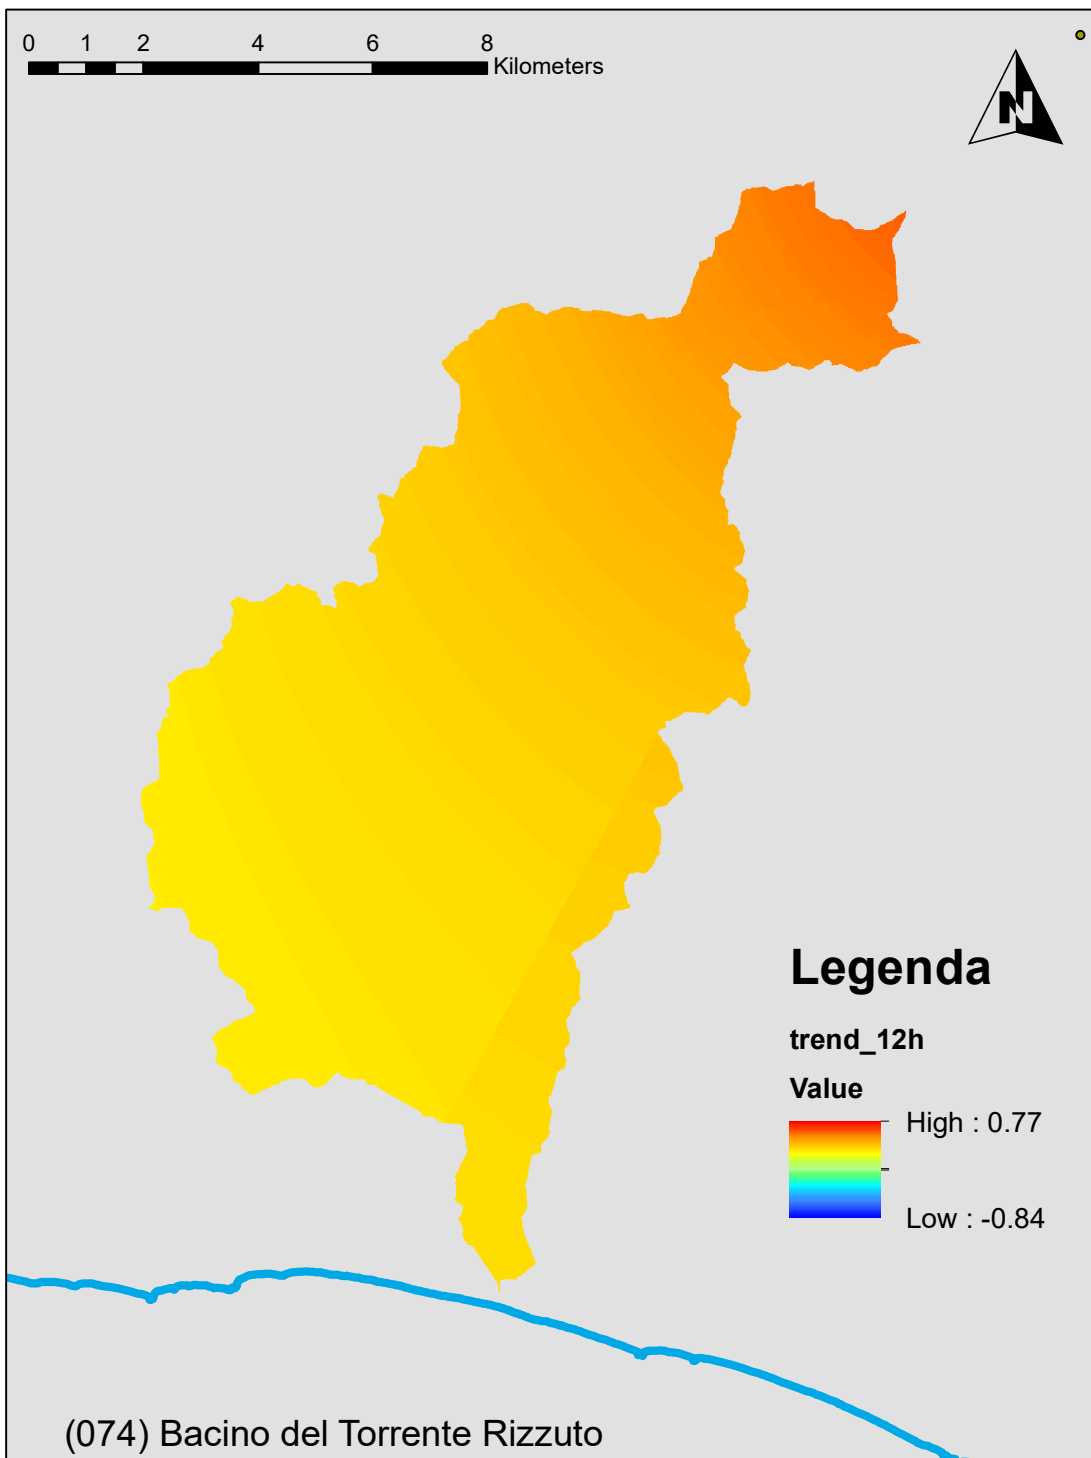 0 1 2 4 6 8
Kilometers
N
Legenda
trend_12h
Value
High : 0.77
Low : -0.84
(074) Bacino del Torrente Rizzuto